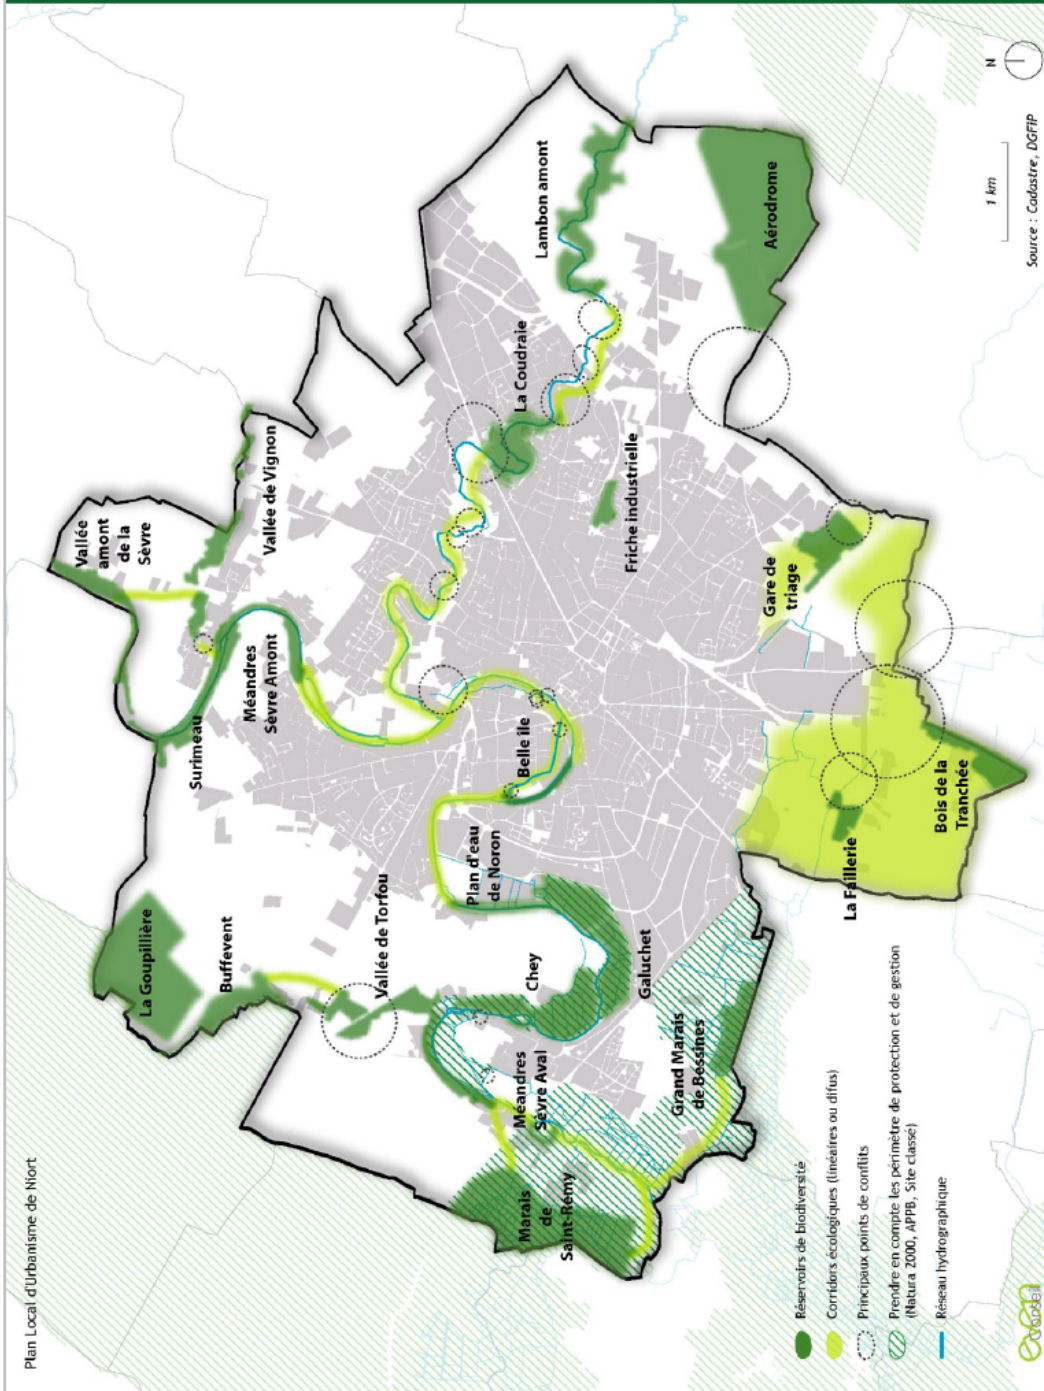 Plan Local d'Urbanisme de Niort
La Goupillière
Buffevent
Vallée de Torfou
Surimeau
Méandres
Sèvre Amont
Vallée
amont
de la
Sèvre
Vallée de Vignon
Marais
de
Saint-Rémy
Méandres
Sèvre Aval
Chey
Plan d'eau
de Noron
Belle ile
La Coudraie
Lambon amont
Grand Marais
de Bessines
Galuchet
Friche industrielle
La Faillerie
Bois de la
Tranchée
Gare de
triage
Aérodrome
Réservoirs de biodiversité
Corridors écologiques (linéaires ou difus)
Principaux points de conflits
Prendre en compte les périmètre de protection et de gestion
(Natura 2000, APPB, Site classé)
Réseau hydrographique
even
conseil
1 km
N
Source : Cadastre, DGFiP